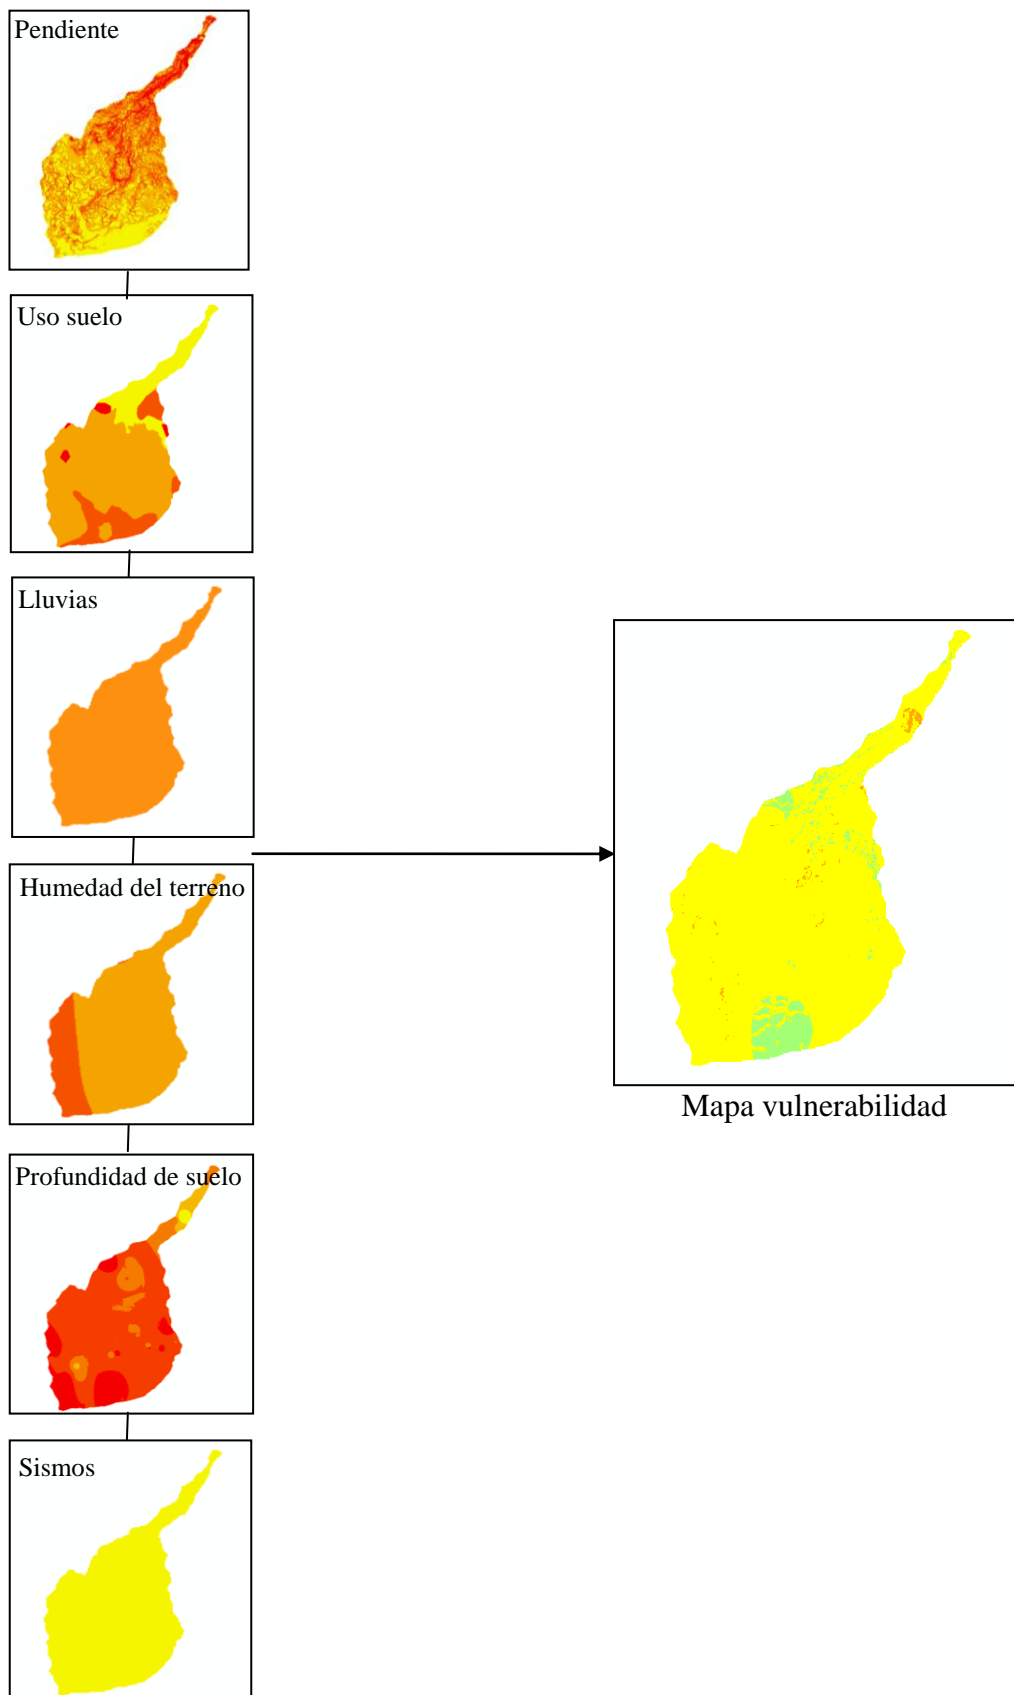 Pendiente
Uso suelo
Lluvias
Humedad del terreno
Profundidad de suelo
Sismos
Mapa vulnerabilidad